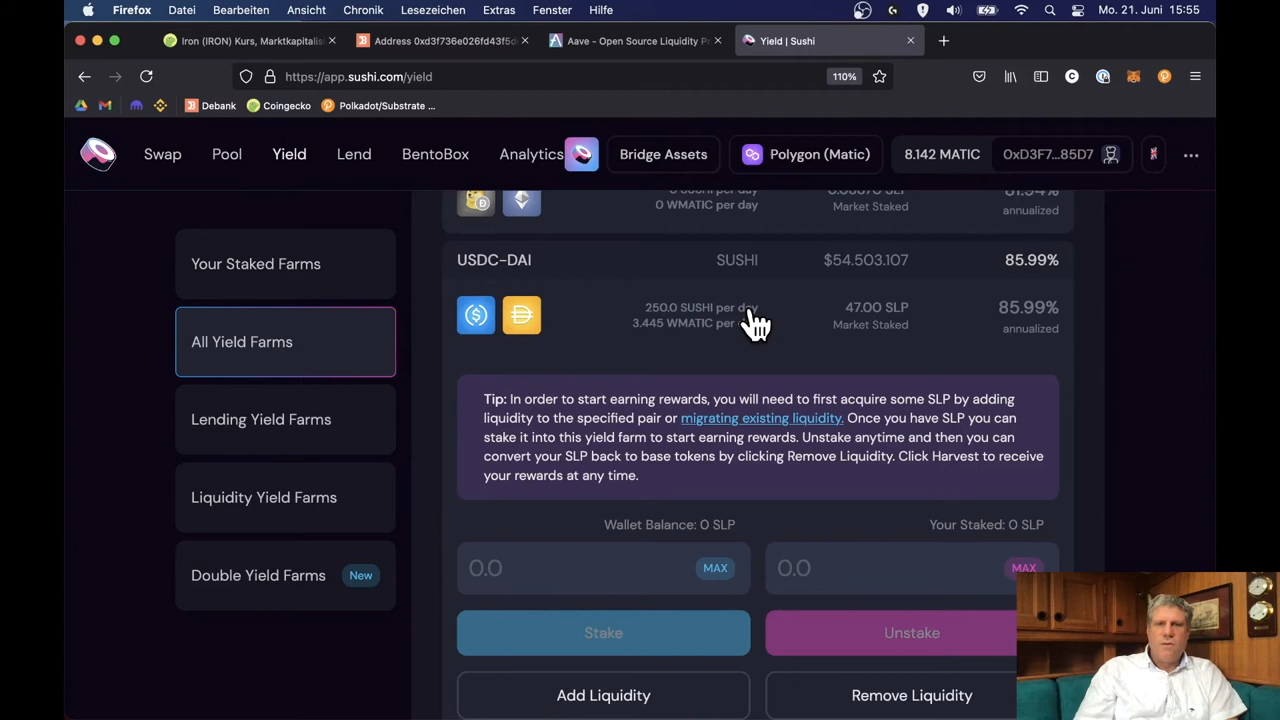 Firefox Datei Bearbeiten Ansicht Chronik Lesezeichen Extras Fenster Hilfe Mo. 21. Juni 15:55
Iron (IRON) Kurs, Marktkapitalis
Address 0xd3f736e026fd43f5d
Aave - Open Source Liquidity Pr
Yield | Sushi
https://app.sushi.com/yield 110%
Debank Coingecko Polkadot/Substrate ...
Swap Pool Yield Lend BentoBox Analytics Bridge Assets Polygon (Matic) 8.142 MATIC 0xD3F7...85D7
0 WMATIC per day
Market Staked
annualized
Your Staked Farms
All Yield Farms
Lending Yield Farms
Liquidity Yield Farms
Double Yield Farms New
USDC-DAI SUSHI $54.503.107 85.99%
250.0 SUSHI per day 47.00 SLP 85.99%
3.445 WMATIC per Market Staked annualized
Tip: In order to start earning rewards, you will need to first acquire some SLP by adding
liquidity to the specified pair or migrating existing liquidity. Once you have SLP you can
stake it into this yield farm to start earning rewards. Unstake anytime and then you can
convert your SLP back to base tokens by clicking Remove Liquidity. Click Harvest to receive
your rewards at any time.
Wallet Balance: 0 SLP Your Staked: 0 SLP
0.0 MAX 0.0 MAX
Stake Unstake
Add Liquidity Remove Liquidity